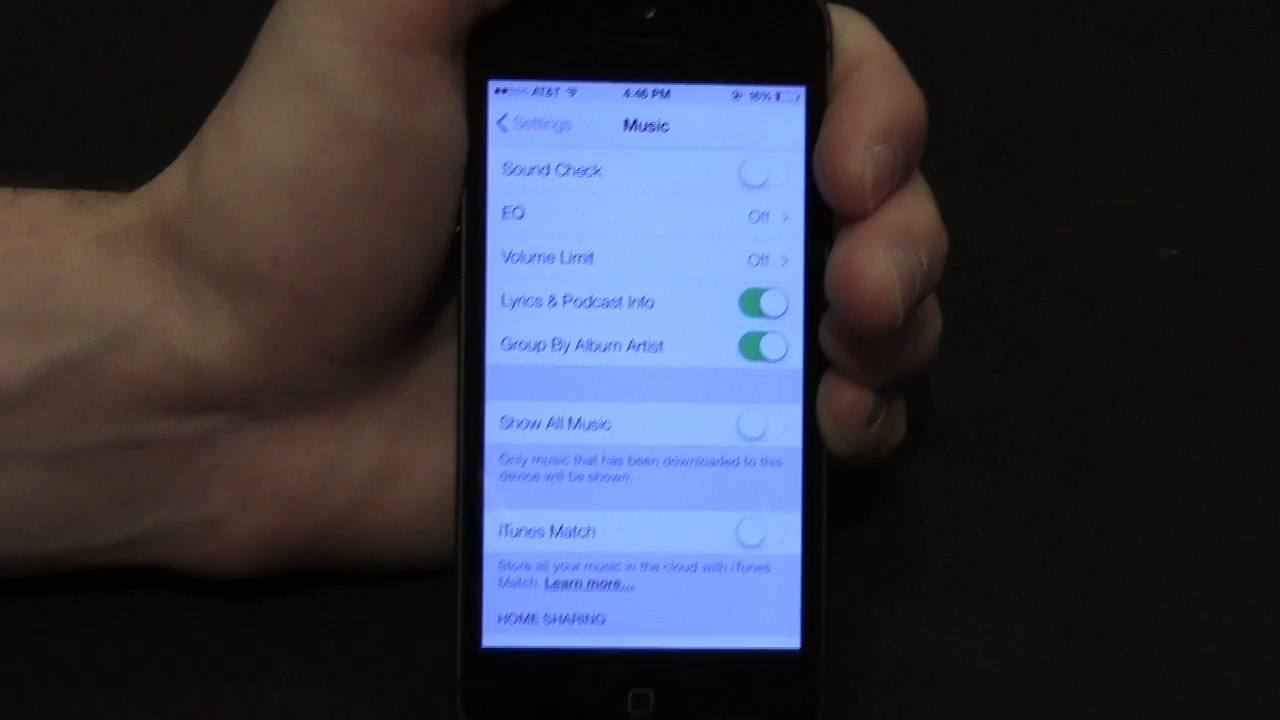 AT&T 4:46 PM 16%
Settings Music
Sound Check
EQ Off
Volume Limit Off
Lyrics & Podcast Info
Group By Album Artist
Show All Music
Only music that has been downloaded to this
device will be shown.
iTunes Match
Store all your music in the cloud with iTunes
Match. Learn more...
HOME SHARING